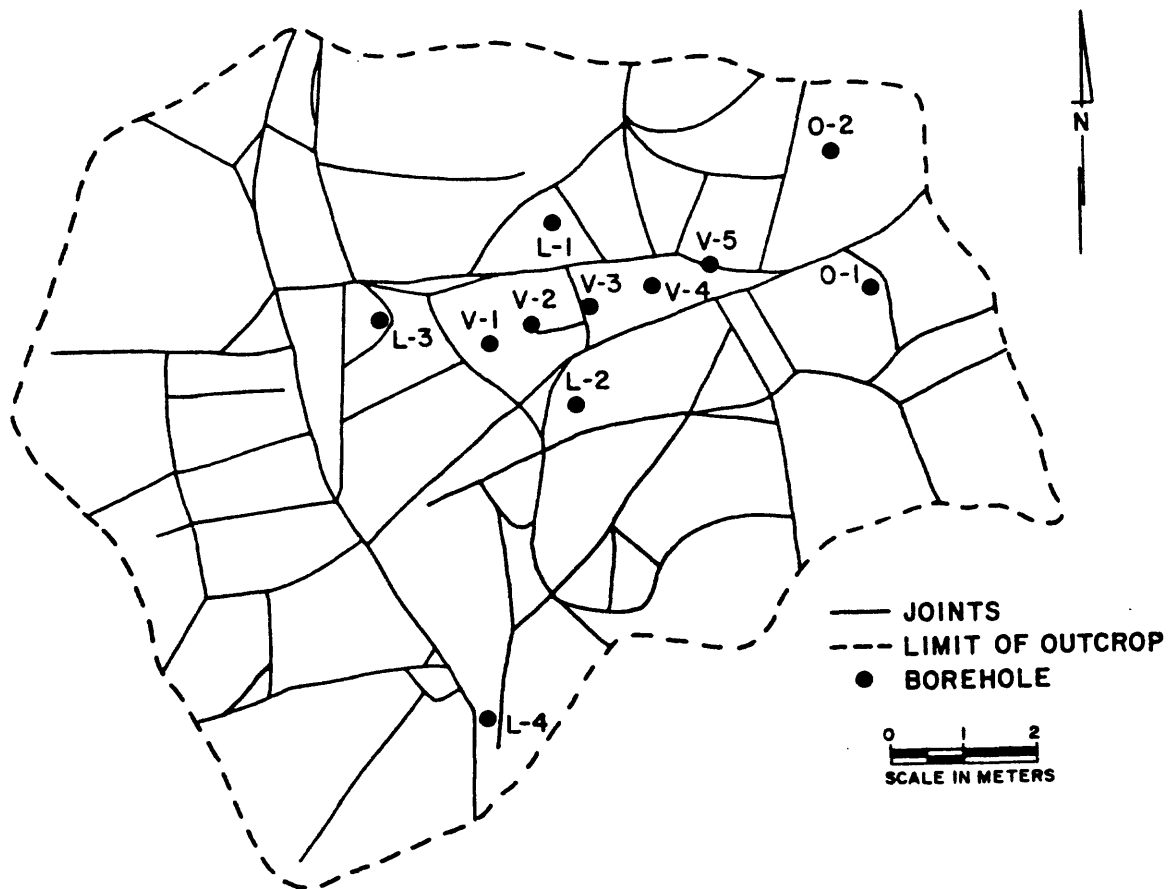 N
O-2
L-1
V-5
O-1
V-3
V-4
V-2
V-1
L-3
L-2
L-4
JOINTS
LIMIT OF OUTCROP
BOREHOLE
0 1 2
SCALE IN METERS